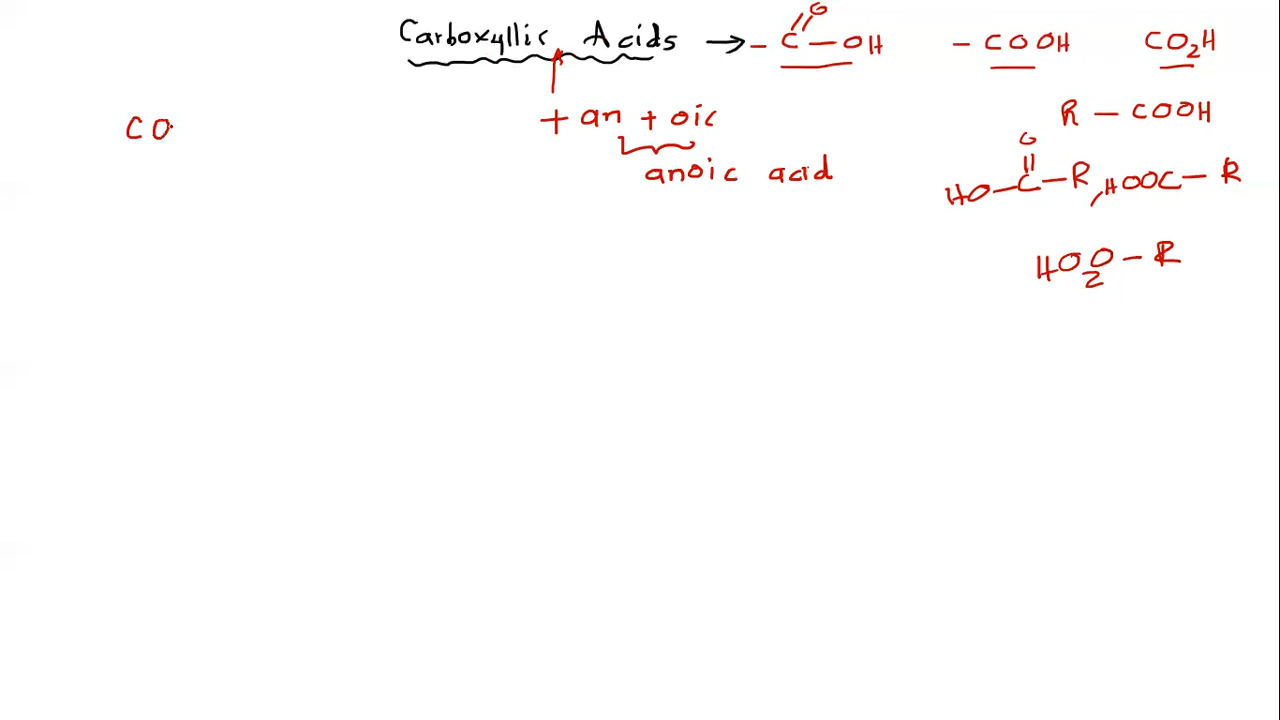 Carboxyllic Acids → - C(=O) - OH   - COOH   CO₂H
R - COOH
CO   + an + oic
anoic acid
HO - C(=O) - R, HOOC - R
HO₂O - R